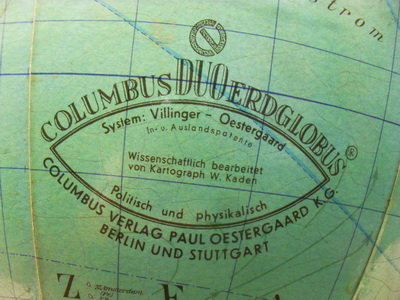 strom
COLUMBUS DUO ERDGLOBUS®
System: Villinger - Oestergaard
In- u. Auslandspatente
Wissenschaftlich bearbeitet
von Kartograph W. Kaden
Politisch und physikalisch
COLUMBUS VERLAG PAUL OESTERGAARD K.G.
BERLIN UND STUTTGART
Z E